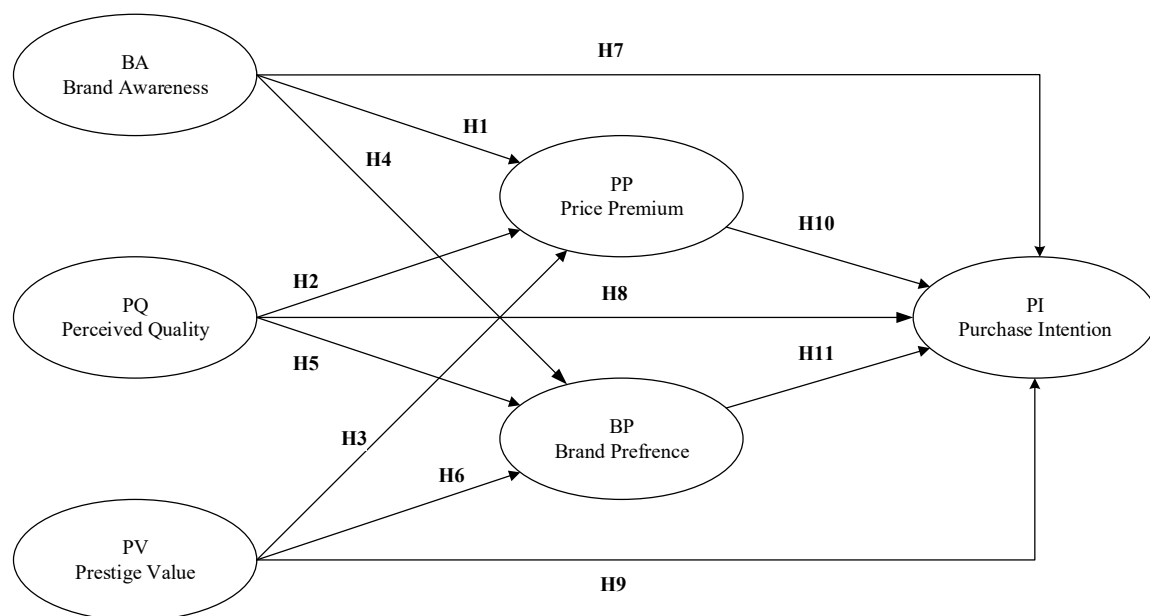 BA
Brand Awareness
H7
H1
H4
PP
Price Premium
H10
H2
PQ
Perceived Quality
H8
PI
Purchase Intention
H5
H11
H3
BP
Brand Prefrence
H6
PV
Prestige Value
H9